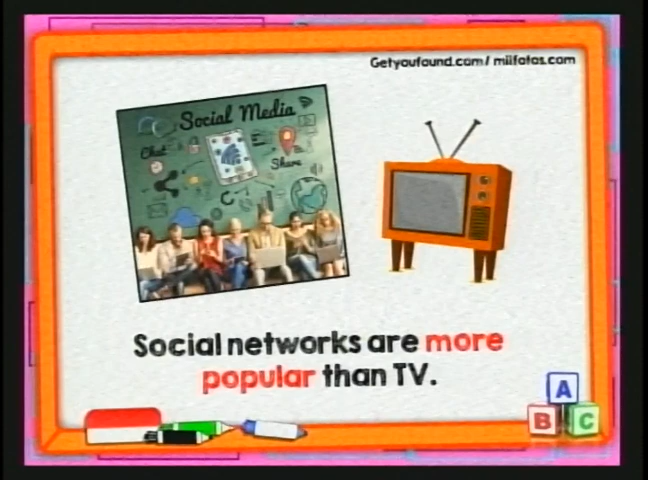 Getyoufound.com/ milfotos.com
Social Media
Chat
Share
Social networks are more
popular than TV.
A
B C